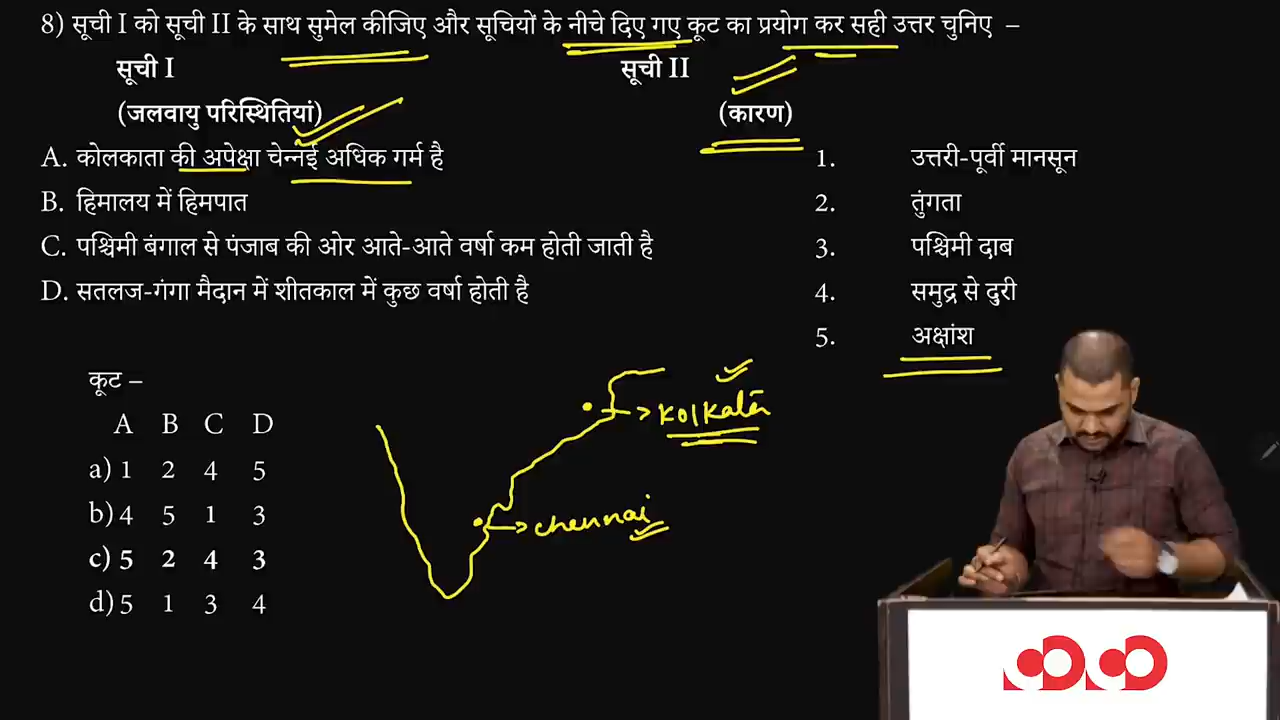 8) सूची I को सूची II के साथ सुमेल कीजिए और सूचियों के नीचे दिए गए कूट का प्रयोग कर सही उत्तर चुनिए –
सूची I सूची II
(जलवायु परिस्थितियां) (कारण)
A. कोलकाता की अपेक्षा चेन्नई अधिक गर्म है 1. उत्तरी-पूर्वी मानसून
B. हिमालय में हिमपात 2. तुंगता
C. पश्चिमी बंगाल से पंजाब की ओर आते-आते वर्षा कम होती जाती है 3. पश्चिमी दाब
D. सतलज-गंगा मैदान में शीतकाल में कुछ वर्षा होती है 4. समुद्र से दुरी
5. अक्षांश
कूट –
A B C D
a) 1 2 4 5
b) 4 5 1 3
c) 5 2 4 3
d) 5 1 3 4
kolkata
chennai